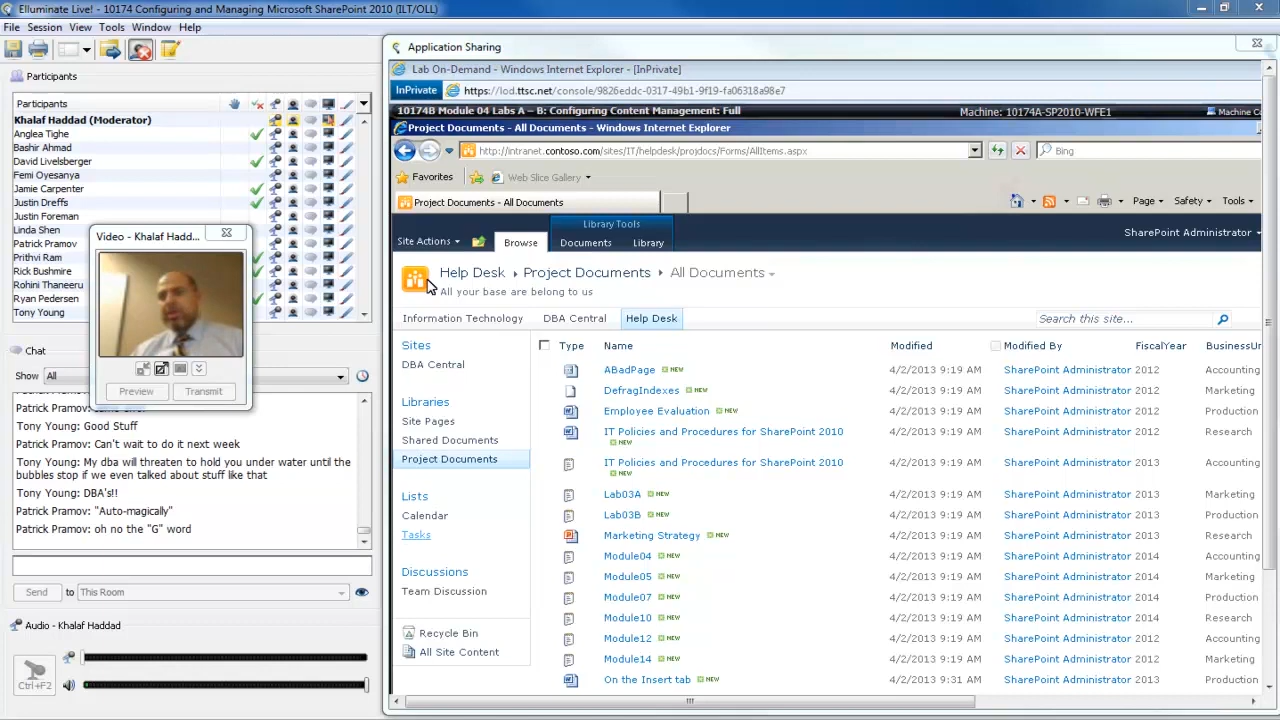 Elluminate Live! - 10174 Configuring and Managing Microsoft SharePoint 2010 (ILT/OLL)
File Session View Tools Window Help
Participants
Participants
Khalaf Haddad (Moderator)
Anglea Tighe
Bashir Ahmad
David Livelsberger
Femi Oyesanya
Jamie Carpenter
Justin Dreffs
Justin Foreman
Linda Shen
Patrick Pramov
Prithvi Ram
Rick Bushmire
Rohini Thaneeru
Ryan Pedersen
Tony Young
Video - Khalaf Hadd...
Preview Transmit
Chat
Show All
Tony Young: Good Stuff
Patrick Pramov: Can't wait to do it next week
Tony Young: My dba will threaten to hold you under water until the
bubbles stop if we even talked about stuff like that
Tony Young: DBA's!!
Patrick Pramov: "Auto-magically"
Patrick Pramov: oh no the "G" word
Send to This Room
Audio - Khalaf Haddad
Ctrl+F2
Application Sharing
Lab On-Demand - Windows Internet Explorer - [InPrivate]
InPrivate https://lod.ttsc.net/console/9826eddc-0317-49b1-9f19-fa06318a98e7
10174B Module 04 Labs A – B: Configuring Content Management: Full Machine: 10174A-SP2010-WFE1 Machine Co
Project Documents - All Documents - Windows Internet Explorer
http://intranet.contoso.com/sites/IT/helpdesk/projdocs/Forms/AllItems.aspx Bing
Favorites Web Slice Gallery
Project Documents - All Documents Page Safety Tools
Library Tools
Site Actions Browse Documents Library SharePoint Administrator
Help Desk Project Documents All Documents
All your base are belong to us
Information Technology DBA Central Help Desk Search this site...
Sites
DBA Central
Libraries
Site Pages
Shared Documents
Project Documents
Lists
Calendar
Tasks
Discussions
Team Discussion
Recycle Bin
All Site Content
Type Name Modified Modified By FiscalYear BusinessUn
ABadPage NEW 4/2/2013 9:19 AM SharePoint Administrator 2012 Accounting
DefragIndexes NEW 4/2/2013 9:19 AM SharePoint Administrator 2012 Marketing
Employee Evaluation NEW 4/2/2013 9:19 AM SharePoint Administrator 2012 Production
IT Policies and Procedures for SharePoint 2010 4/2/2013 9:19 AM SharePoint Administrator 2012 Research
NEW
IT Policies and Procedures for SharePoint 2010 4/2/2013 9:19 AM SharePoint Administrator 2013 Accounting
NEW
Lab03A NEW 4/2/2013 9:19 AM SharePoint Administrator 2013 Marketing
Lab03B NEW 4/2/2013 9:19 AM SharePoint Administrator 2013 Production
Marketing Strategy NEW 4/2/2013 9:19 AM SharePoint Administrator 2013 Research
Module04 NEW 4/2/2013 9:19 AM SharePoint Administrator 2014 Accounting
Module05 NEW 4/2/2013 9:19 AM SharePoint Administrator 2014 Marketing
Module07 NEW 4/2/2013 9:19 AM SharePoint Administrator 2014 Production
Module10 NEW 4/2/2013 9:19 AM SharePoint Administrator 2014 Research
Module12 NEW 4/2/2013 9:19 AM SharePoint Administrator 2012 Accounting
Module14 NEW 4/2/2013 9:19 AM SharePoint Administrator 2012 Marketing
On the Insert tab NEW 4/2/2013 9:31 AM SharePoint Administrator 2013 Production